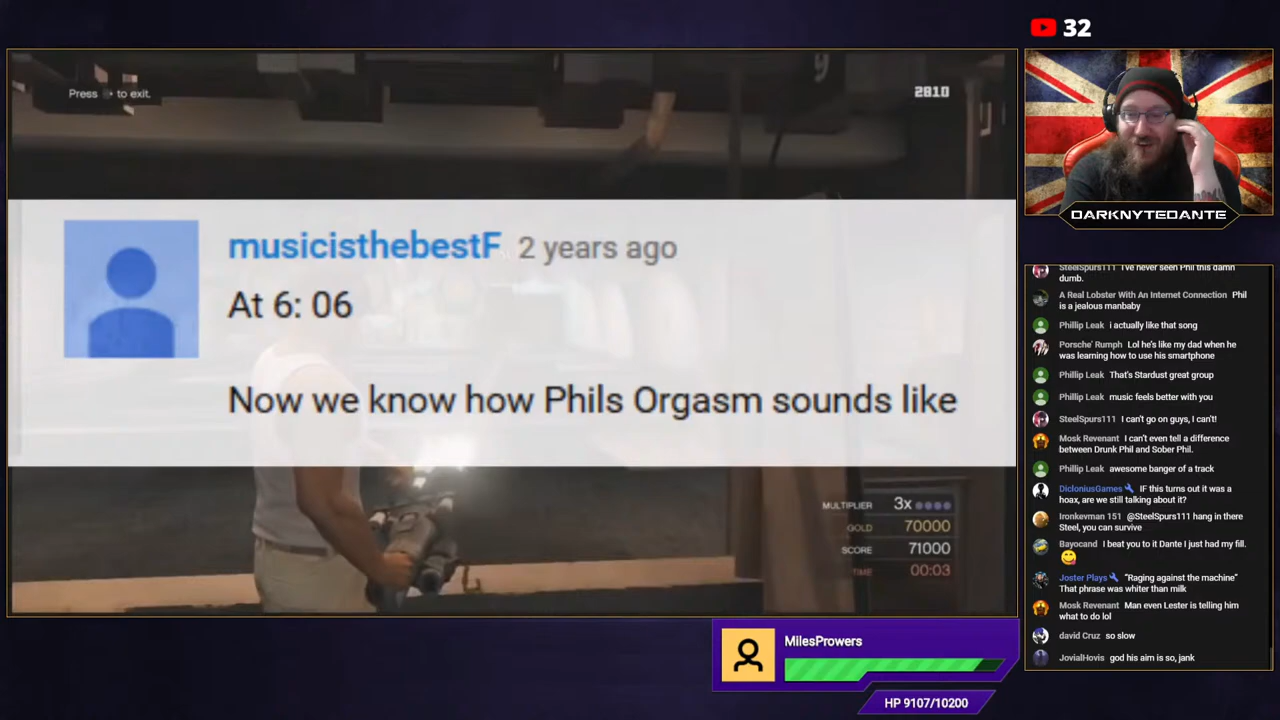 32
Press to exit.
2810
musicisthebestF 2 years ago
At 6: 06
Now we know how Phils Orgasm sounds like
MULTIPLIER 3x
GOLD 70000
SCORE 71000
TIME 00:03
9
DARKNYTEDANTE
SteelSpurs111 I've never seen Phil this damn
dumb.
A Real Lobster With An Internet Connection Phil
is a jealous manbaby
Phillip Leak i actually like that song
Porsche' Rumph Lol he's like my dad when he
was learning how to use his smartphone
Phillip Leak That's Stardust great group
Phillip Leak music feels better with you
SteelSpurs111 I can't go on guys, I can't!
Mosk Revenant I can't even tell a difference
between Drunk Phil and Sober Phil.
Phillip Leak awesome banger of a track
DicloniusGames IF this turns out it was a
hoax, are we still talking about it?
Ironkevman 151 @SteelSpurs111 hang in there
Steel, you can survive
Bayocand I beat you to it Dante I just had my fill.
Joster Plays “Raging against the machine”
That phrase was whiter than milk
Mosk Revenant Man even Lester is telling him
what to do lol
david Cruz so slow
JovialHovis god his aim is so, jank
MilesProwers
HP 9107/10200